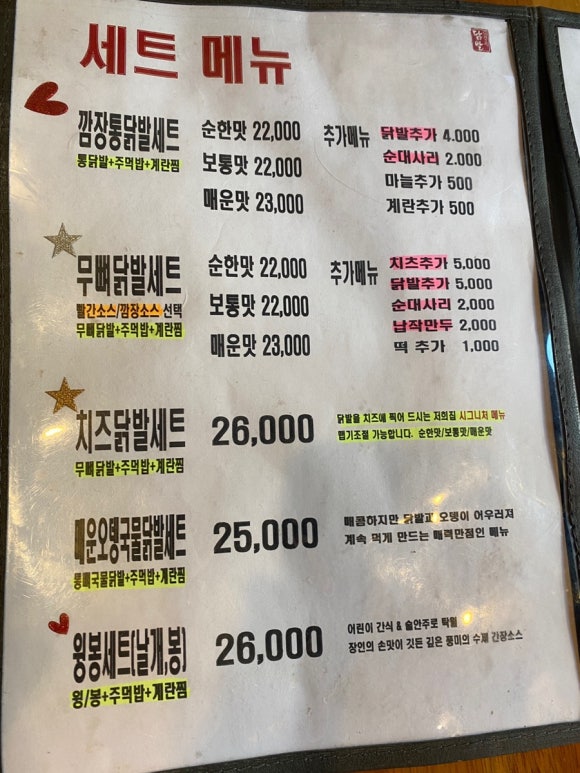 세트 메뉴
닭발
깜장통닭발세트
통닭발+주먹밥+계란찜
순한맛 22,000
보통맛 22,000
매운맛 23,000
추가메뉴 닭발추가 4.000
순대사리 2.000
마늘추가 500
계란추가 500
무뼈닭발세트
빨간소스/깜장소스 선택
무뼈닭발+주먹밥+계란찜
순한맛 22,000
보통맛 22,000
매운맛 23,000
추가메뉴 치즈추가 5,000
닭발추가 5,000
순대사리 2,000
납작만두 2,000
떡 추가 1,000
치즈닭발세트
무뼈닭발+주먹밥+계란찜
26,000
닭발을 치즈에 찍어 드시는 저희집 시그니처 메뉴
맵기조절 가능합니다. 순한맛/보통맛/매운맛
매운오뎅국물닭발세트
통뼈국물닭발+주먹밥+계란찜
25,000
매콤하지만 닭발과 오뎅이 어우러져
계속 먹게 만드는 매력만점인 메뉴
윙봉세트(날개,봉)
윙/봉+주먹밥+계란찜
26,000
어린이 간식 & 술안주로 탁월
장인의 손맛이 깃든 깊은 풍미의 수제 간장소스